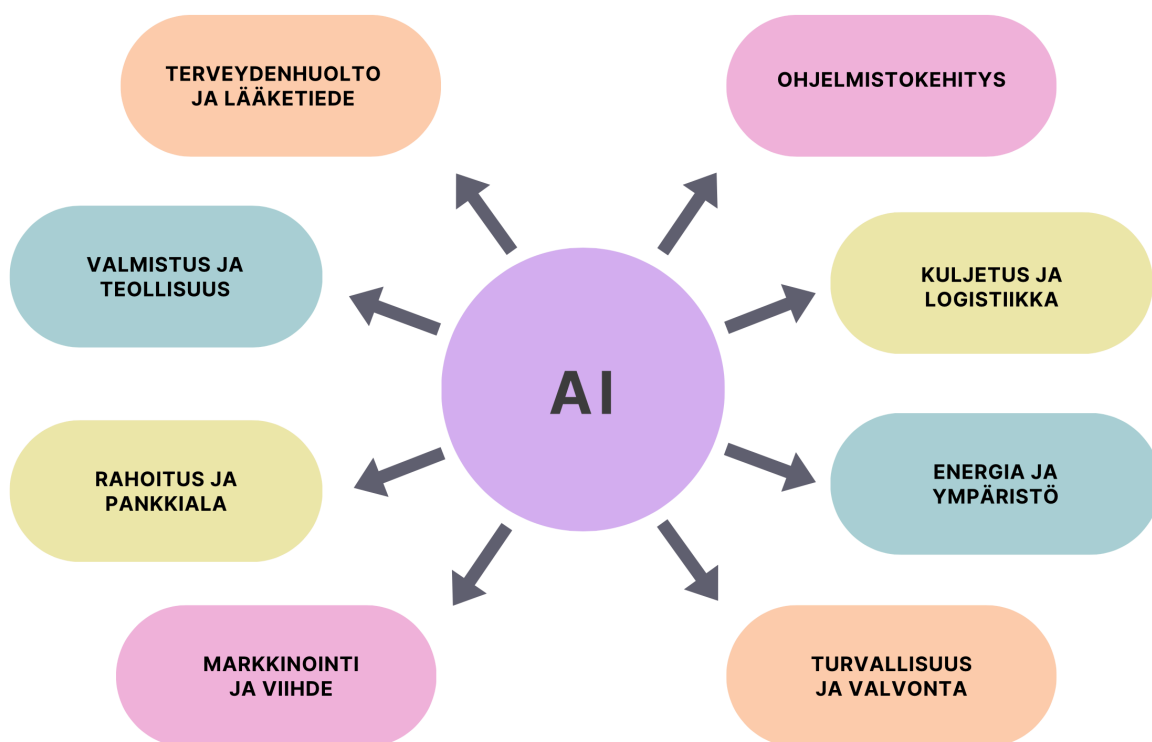 TERVEYDENHUOLTO
JA LÄÄKETIEDE
OHJELMISTOKEHITYS
VALMISTUS JA
TEOLLISUUS
KULJETUS JA
LOGISTIIKKA
AI
RAHOITUS JA
PANKKIALA
ENERGIA JA
YMPÄRISTÖ
MARKKINOINTI
JA VIIHDE
TURVALLISUUS
JA VALVONTA